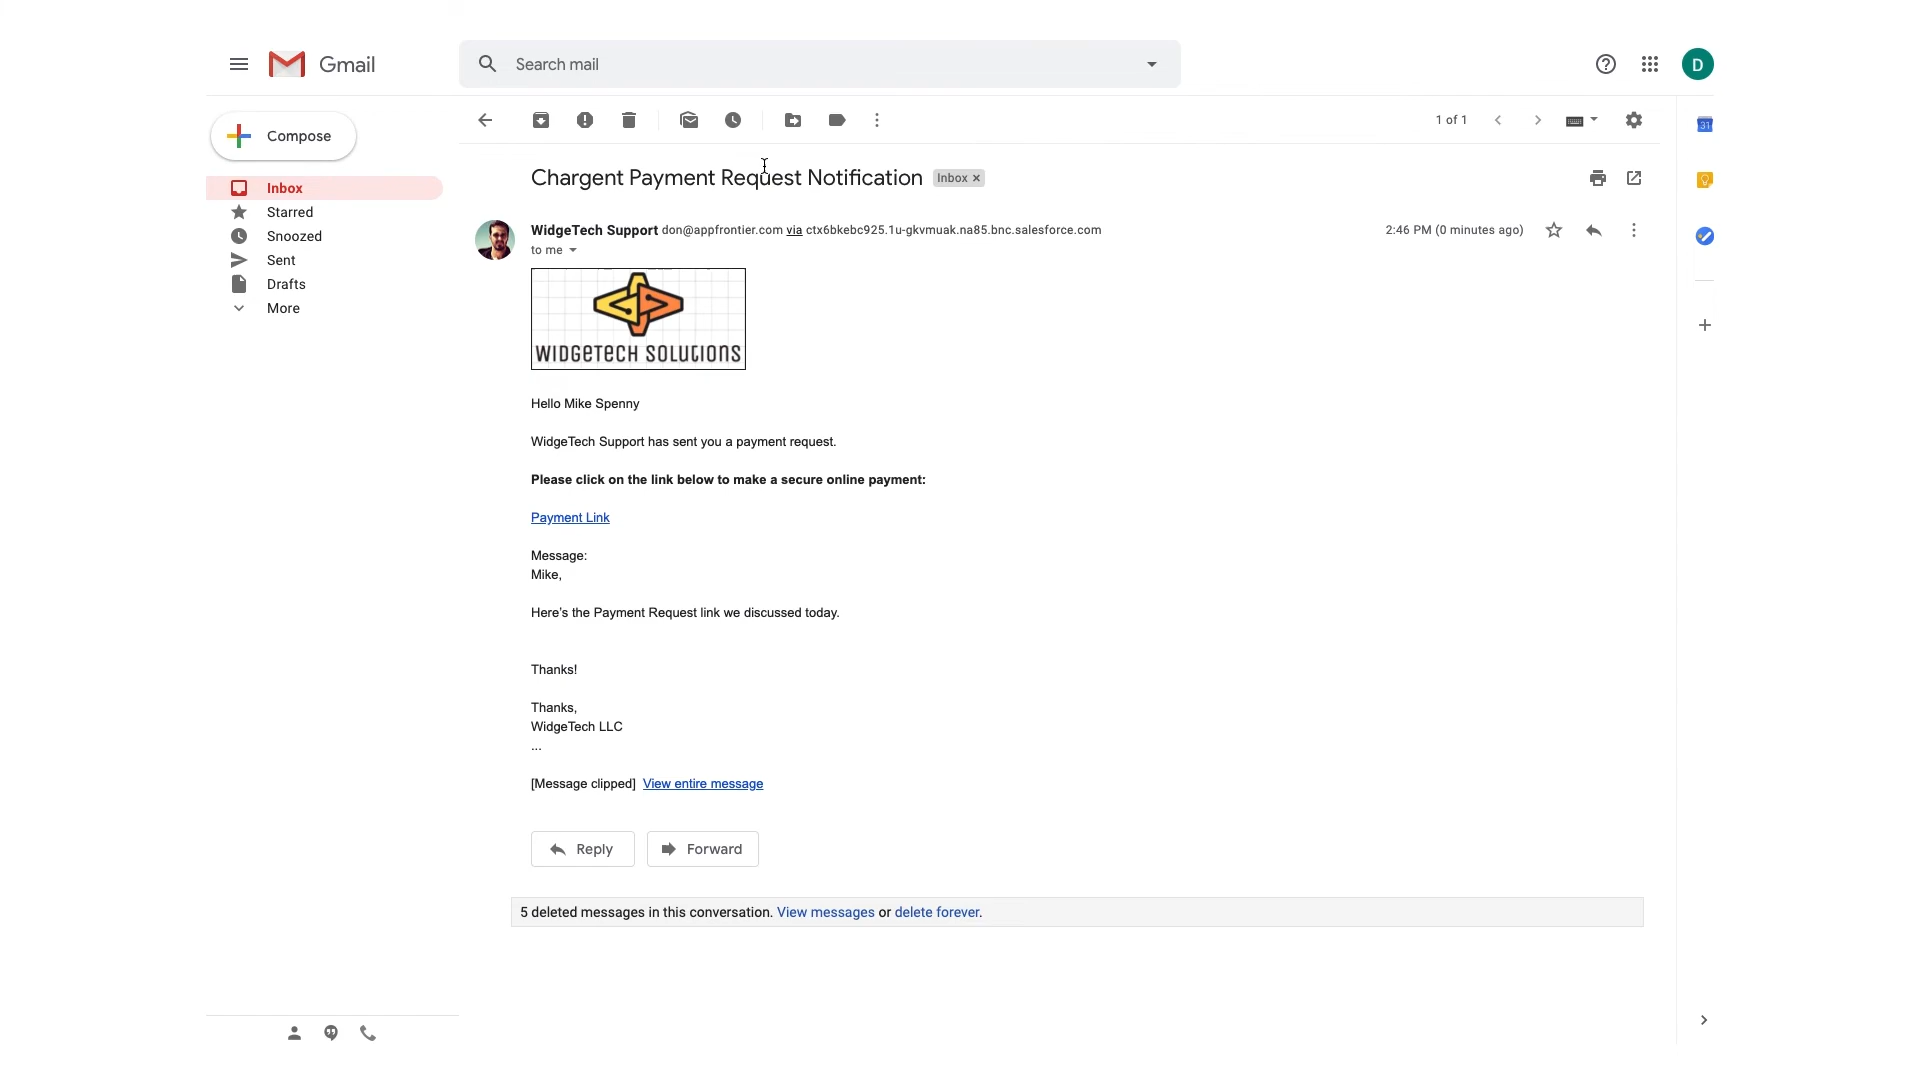 Gmail
Search mail
D
Compose
1 of 1
31
Inbox
Starred
Snoozed
Sent
Drafts
More
Chargent Payment Request Notification Inbox ×
WidgeTech Support don@appfrontier.com via ctx6bkebc925.1u-gkvmuak.na85.bnc.salesforce.com 2:46 PM (0 minutes ago)
to me
WIDGETECH SOLUTIONS
Hello Mike Spenny
WidgeTech Support has sent you a payment request.
Please click on the link below to make a secure online payment:
Payment Link
Message:
Mike,
Here's the Payment Request link we discussed today.
Thanks!
Thanks,
WidgeTech LLC
...
[Message clipped] View entire message
Reply Forward
5 deleted messages in this conversation. View messages or delete forever.